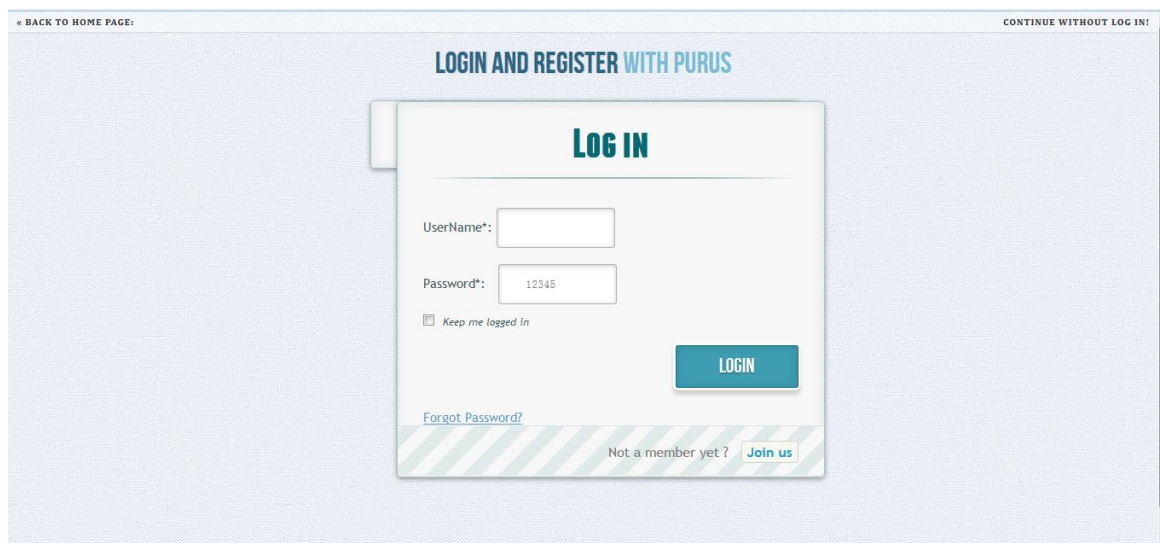 « BACK TO HOME PAGE: CONTINUE WITHOUT LOG IN!
LOGIN AND REGISTER WITH PURUS
LOG IN
UserName*:
Password*: 12345
Keep me logged in
LOGIN
Forgot Password?
Not a member yet ? Join us